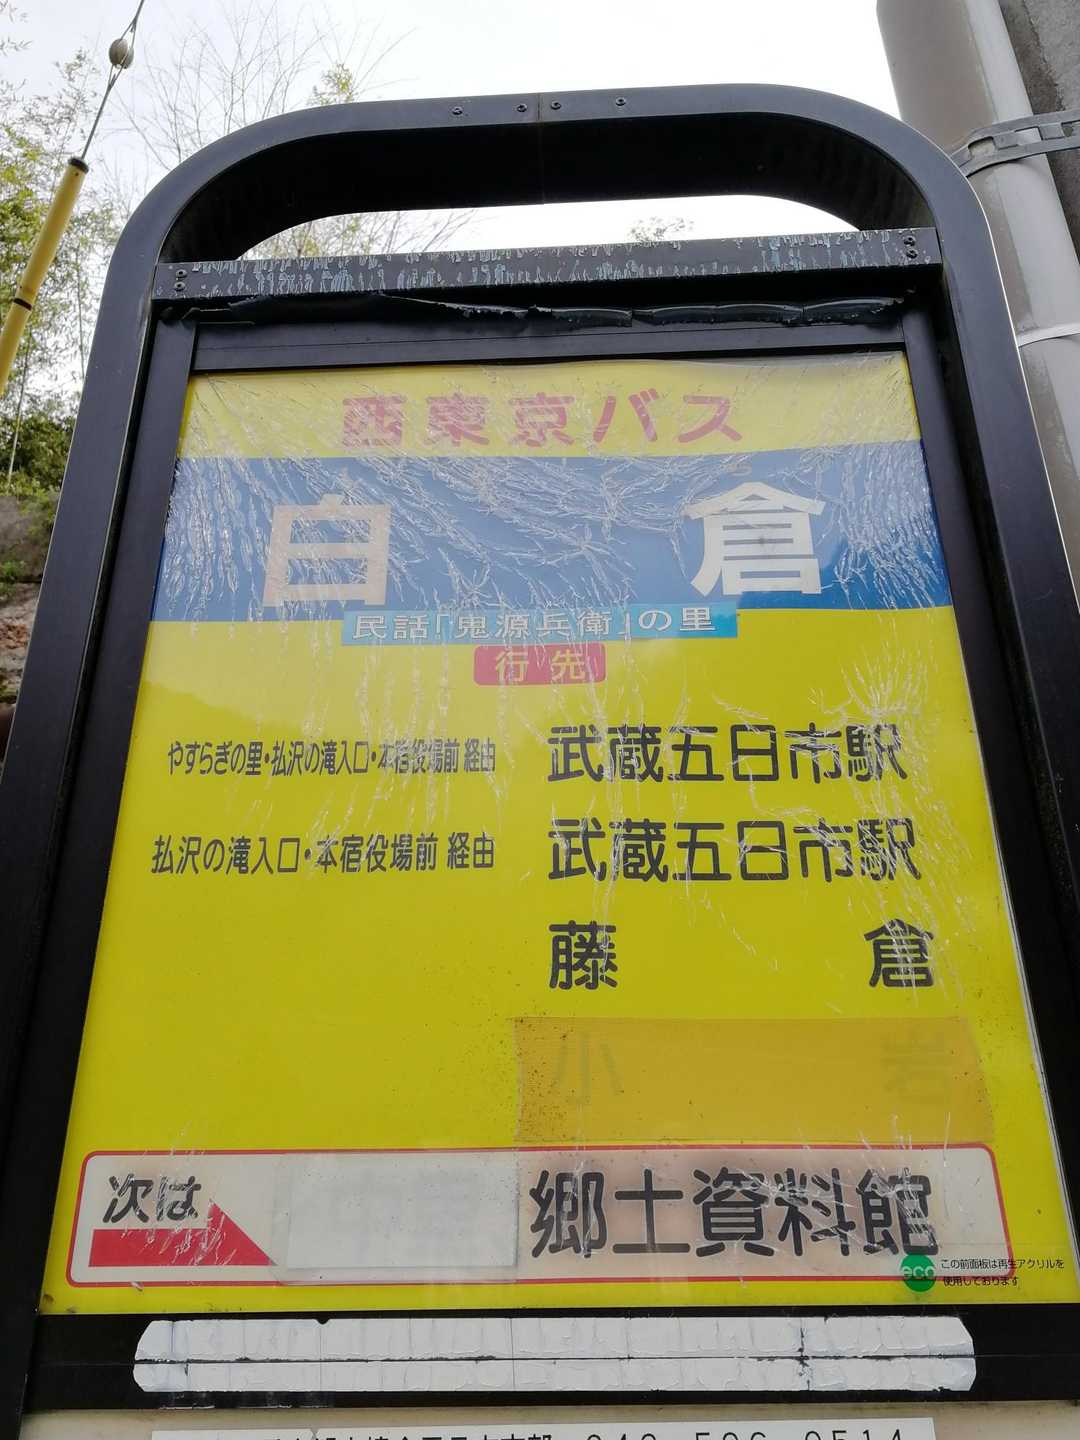 西東京バス
白倉
民話「鬼源兵衛」の里
行先
やすらぎの里・払沢の滝入口・本宿役場前 経由 武蔵五日市駅
払沢の滝入口・本宿役場前 経由 武蔵五日市駅
藤倉
小岩
次は 郷土資料館
eco この前面板は再生アクリルを
使用しております